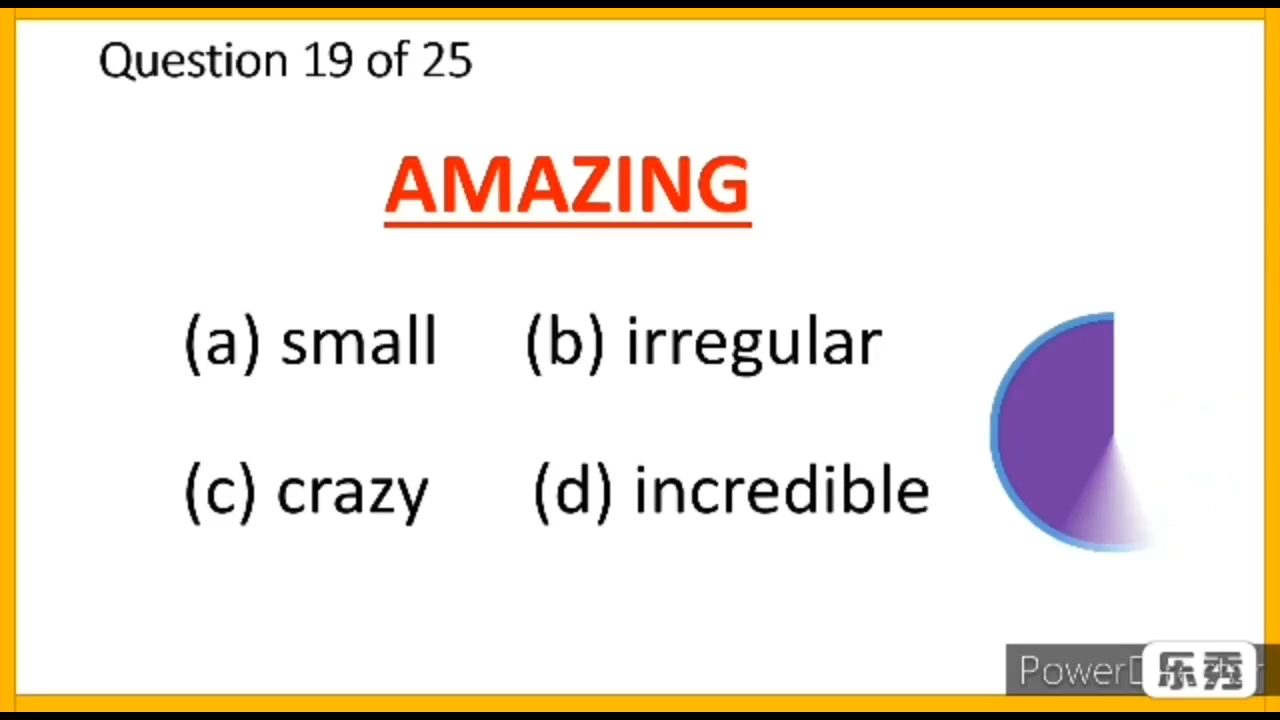 Question 19 of 25
AMAZING
(a) small (b) irregular
(c) crazy (d) incredible
乐秀